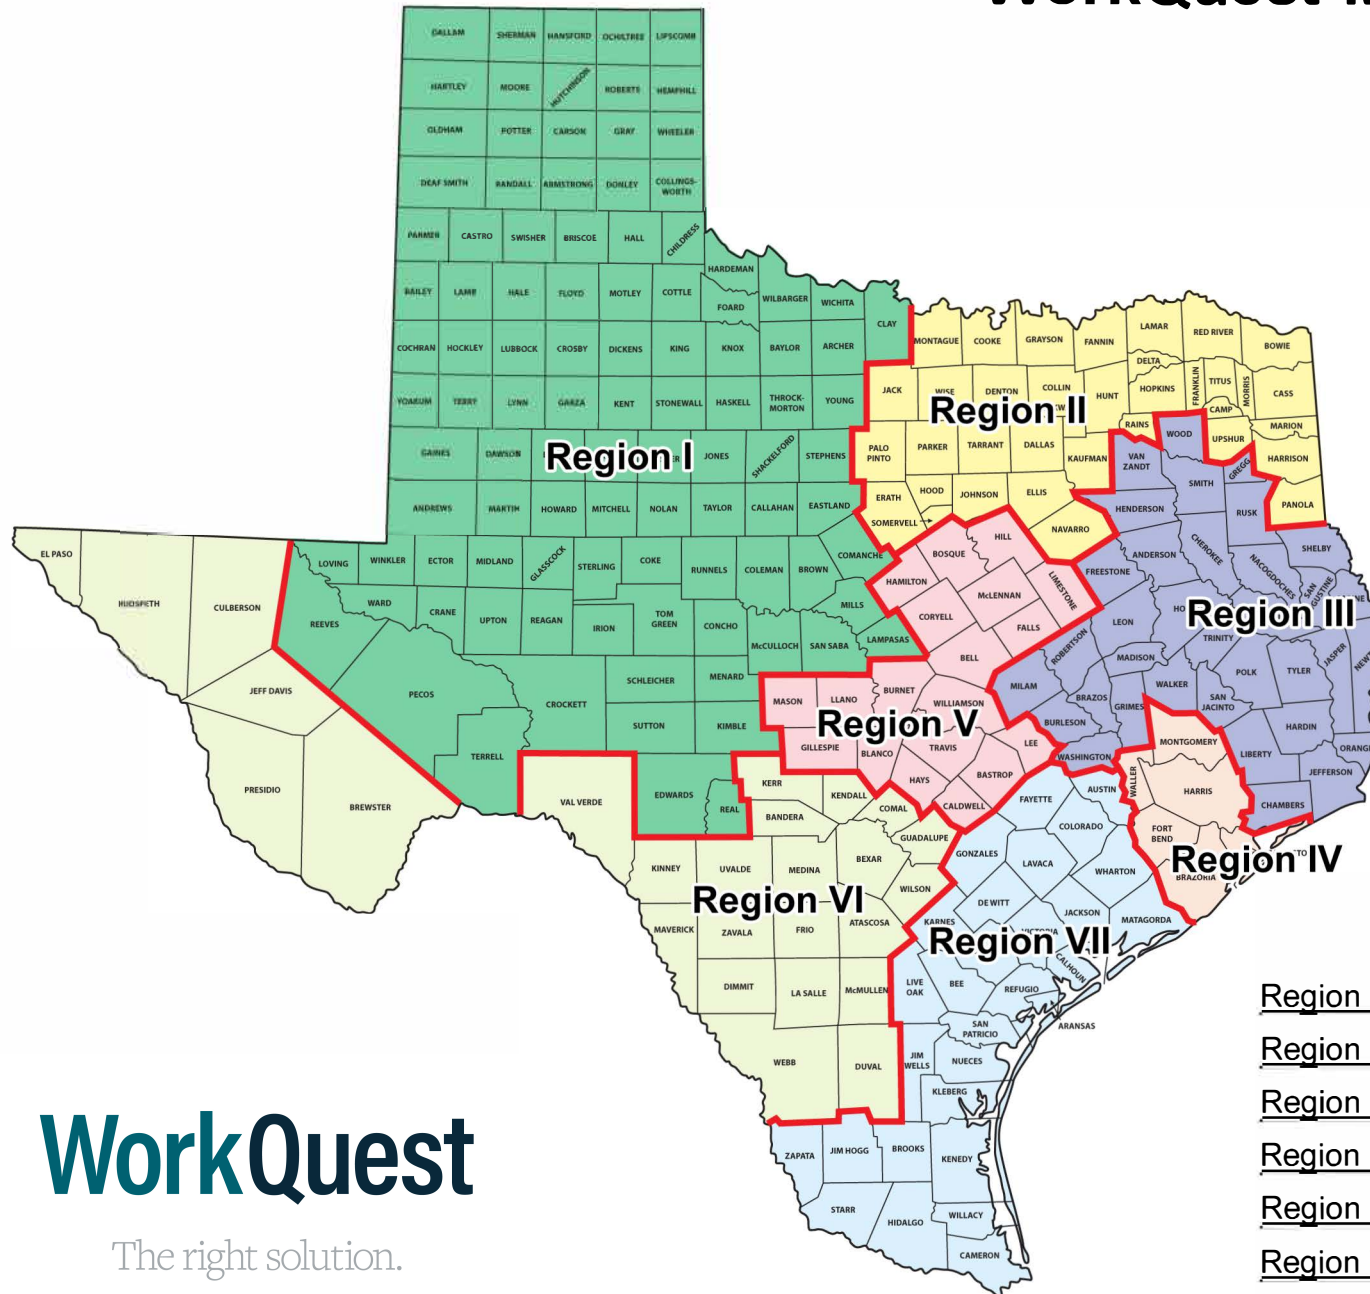 WorkQuest
DALLAM SHERMAN HANSFORD OCHILTREE LIPSCOMB
HARTLEY MOORE HUTCHINSON ROBERTS HEMPHILL
OLDHAM POTTER CARSON GRAY WHEELER
DEAF SMITH RANDALL ARMSTRONG DONLEY COLLINGS-
WORTH
PARMER CASTRO SWISHER BRISCOE HALL CHILDRESS
HARDEMAN
BAILEY LAMB HALE FLOYD MOTLEY COTTLE FOARD WILBARGER WICHITA CLAY
COCHRAN HOCKLEY LUBBOCK CROSBY DICKENS KING KNOX BAYLOR ARCHER
MONTAGUE COOKE GRAYSON FANNIN LAMAR RED RIVER BOWIE
DELTA
YOAKUM TERRY LYNN GARZA KENT STONEWALL HASKELL THROCK-
MORTON YOUNG
JACK WISE DENTON COLLIN HUNT HOPKINS FRANKLIN TITUS MORRIS CASS
CAMP
Region II
GAINES DAWSON JONES SHACKELFORD STEPHENS
Region I
PALO
PINTO PARKER TARRANT DALLAS KAUFMAN RAINS WOOD UPSHUR MARION
VAN
ZANDT SMITH GREGG HARRISON
ANDREWS MARTIN HOWARD MITCHELL NOLAN TAYLOR CALLAHAN EASTLAND
ERATH HOOD JOHNSON ELLIS HENDERSON RUSK PANOLA
SOMERVELL NAVARRO
EL PASO HUDSPETH CULBERSON
LOVING WINKLER ECTOR MIDLAND GLASSCOCK STERLING COKE RUNNELS COLEMAN BROWN COMANCHE
BOSQUE HILL FREESTONE ANDERSON CHEROKEE NACOGDOCHES SHELBY
SAN
HAMILTON McLENNAN LIMESTONE
REEVES WARD CRANE UPTON REAGAN IRION TOM
GREEN CONCHO McCULLOCH SAN SABA MILLS LAMPASAS
CORYELL FALLS LEON
Region III
ROBERTSON TRINITY
BELL MADISON POLK TYLER JASPER
JEFF DAVIS PECOS CROCKETT SCHLEICHER MENARD
MASON LLANO BURNET WILLIAMSON MILAM BRAZOS GRIMES WALKER SAN
JACINTO
Region V
SUTTON KIMBLE
GILLESPIE BLANCO TRAVIS LEE BURLESON WASHINGTON MONTGOMERY LIBERTY HARDIN
TERRELL
JEFFERSON
PRESIDIO BREWSTER VAL VERDE EDWARDS REAL
KERR KENDALL HAYS BASTROP CALDWELL
FAYETTE AUSTIN WALLER HARRIS CHAMBERS
BANDERA COMAL GUADALUPE
COLORADO FORT
BEND
Region IV
BRAZORIA
KINNEY UVALDE MEDINA BEXAR WILSON GONZALES LAVACA WHARTON
Region VI
DE WITT JACKSON MATAGORDA
MAVERICK ZAVALA FRIO ATASCOSA KARNES VICTORIA
Region VII
CALHOUN
DIMMIT LA SALLE McMULLEN LIVE
OAK BEE REFUGIO
ARANSAS
SAN
PATRICIO
WEBB DUVAL JIM
WELLS NUECES
KLEBERG
ZAPATA JIM HOGG BROOKS KENEDY
STARR HIDALGO WILLACY
CAMERON
Region
Region
Region
Region
Region
Region
WorkQuest
The right solution.